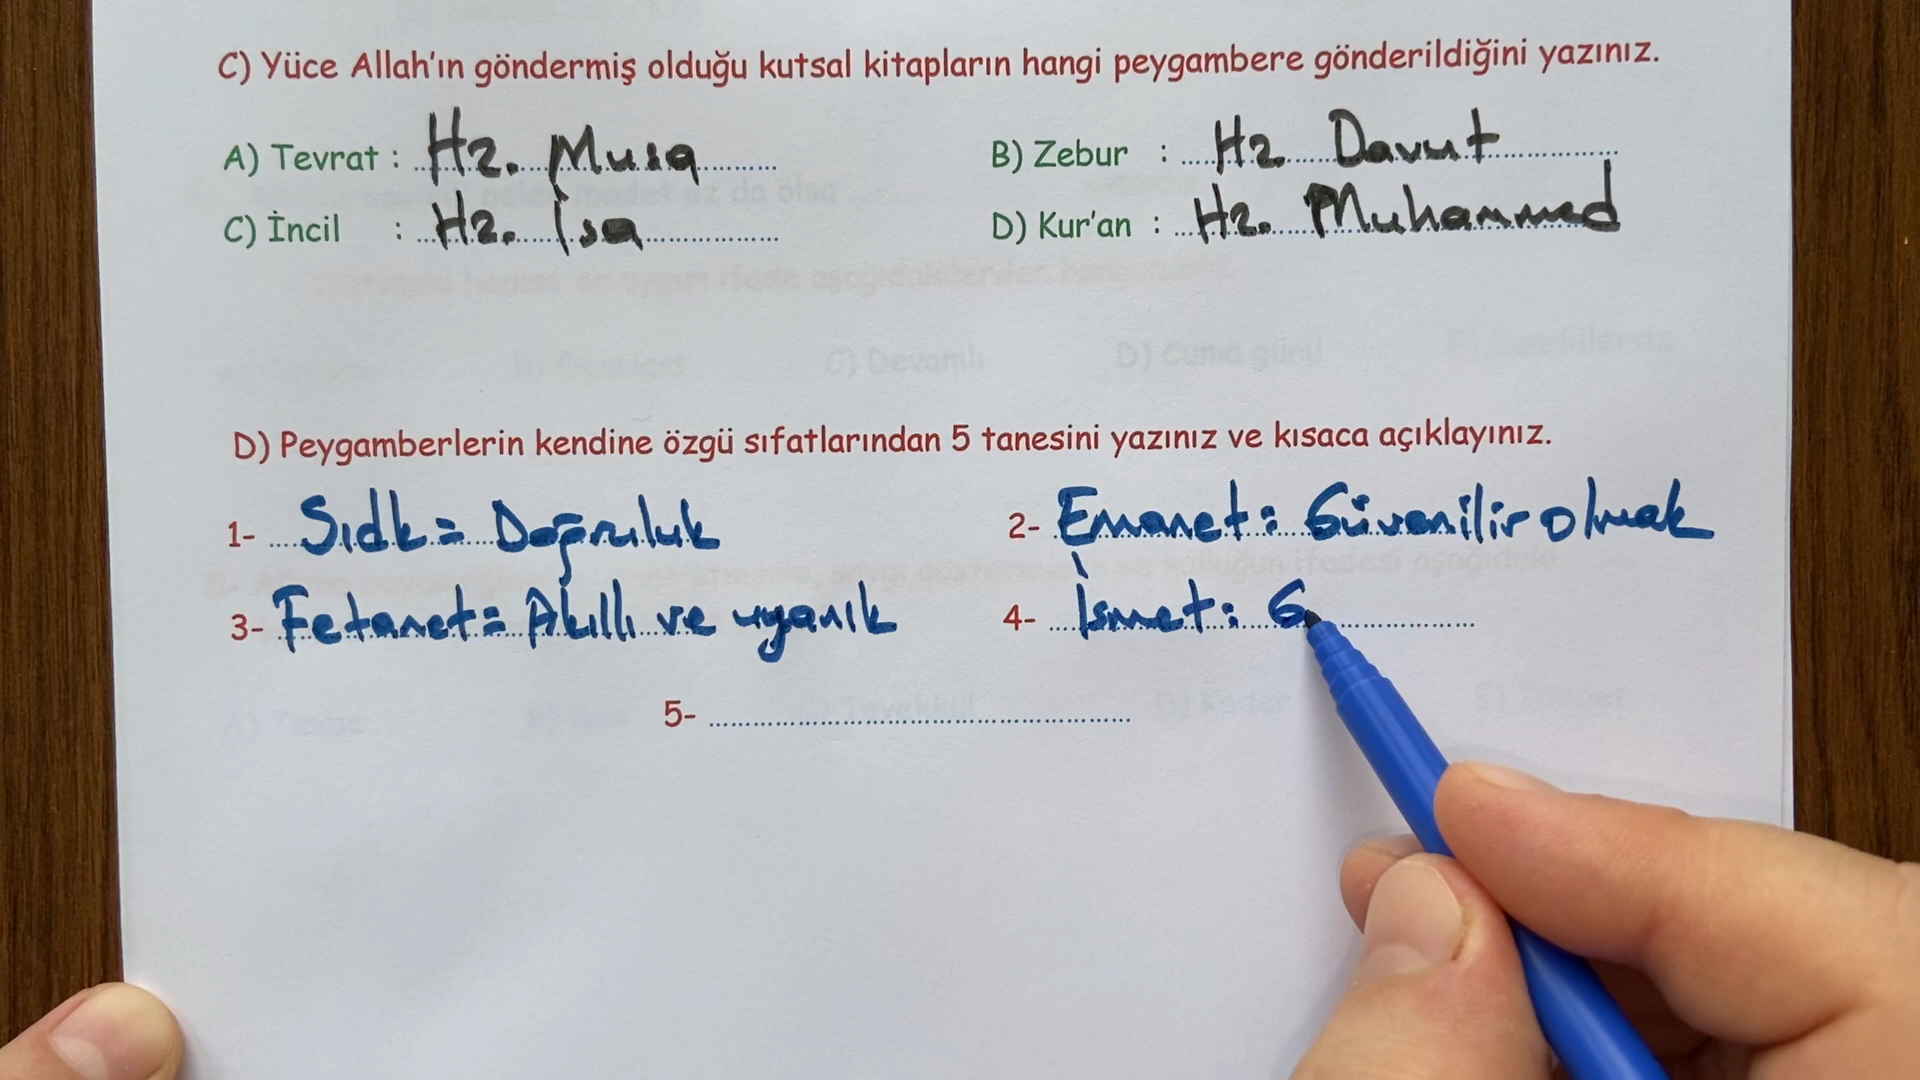 C) Yüce Allah'ın göndermiş olduğu kutsal kitapların hangi peygambere gönderildiğini yazınız.
A) Tevrat : Hz. Musa B) Zebur : Hz. Davut
C) İncil : Hz. İsa D) Kur'an : Hz. Muhammed
D) Peygamberlerin kendine özgü sıfatlarından 5 tanesini yazınız ve kısaca açıklayınız.
1- Sıdk = Doğruluk 2- Emanet : Güvenilir olmak
3- Fetanet = Akıllı ve uyanık 4- İsmet : G
5-